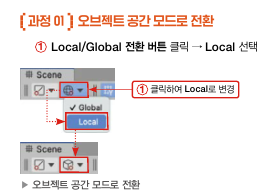 [ 과정 01 ] 오브젝트 공간 모드로 전환
① Local/Global 전환 버튼 클릭 → Local 선택
# Scene
① 클릭하여 Local로 변경
✓ Global
Local
# Scene
▶ 오브젝트 공간 모드로 전환